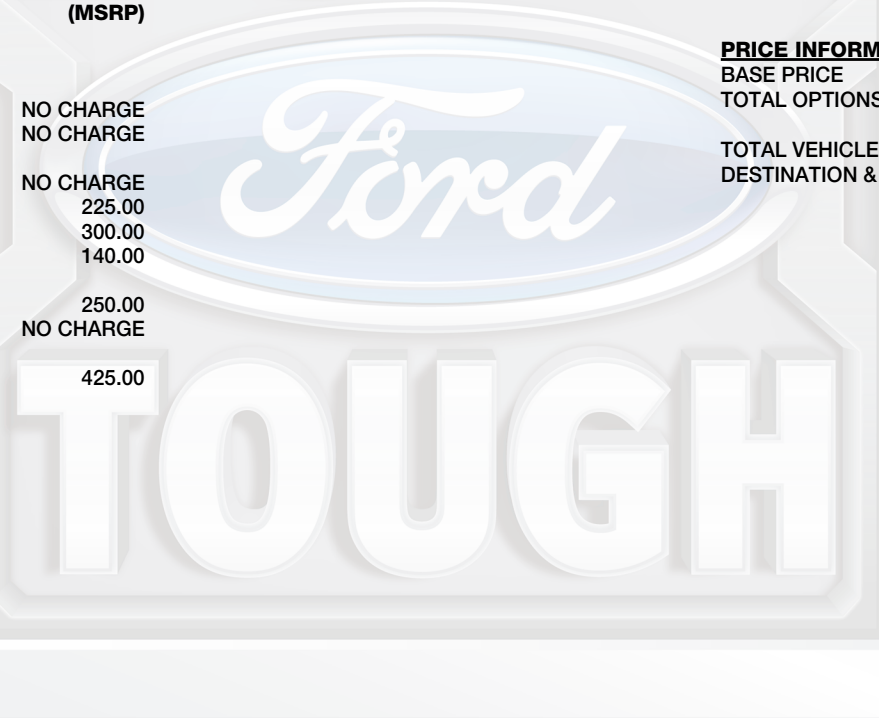 (MSRP)
NO CHARGE
NO CHARGE
NO CHARGE
225.00
300.00
140.00
250.00
NO CHARGE
425.00
PRICE INFORM
BASE PRICE
TOTAL OPTIONS
TOTAL VEHICLE
DESTINATION &
Ford
TOUGH